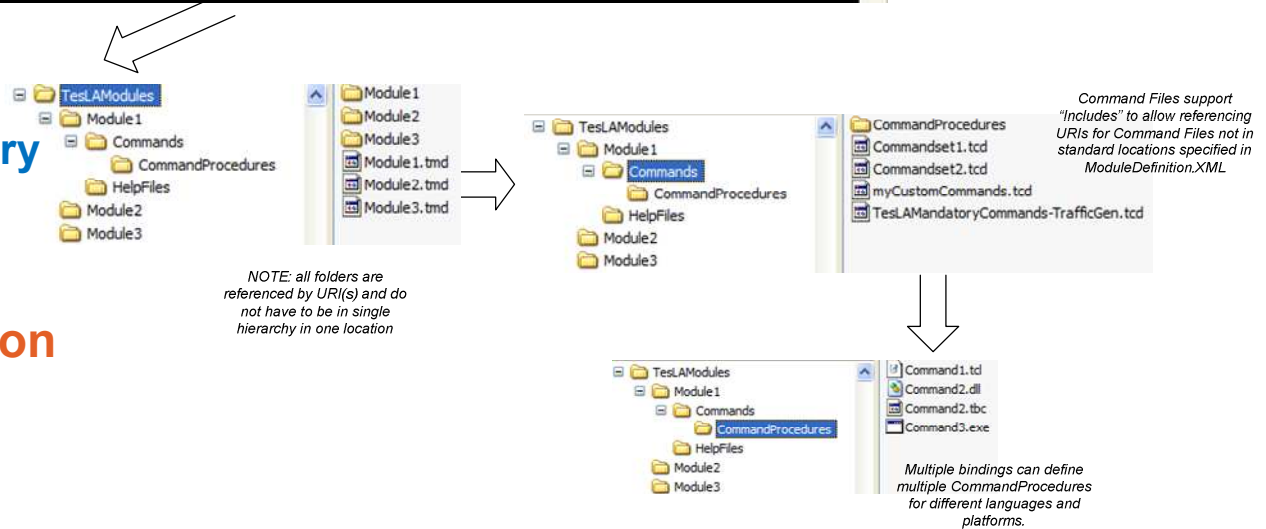 TesLAModules
Module1
Commands
CommandProcedures
HelpFiles
Module2
Module3
Module1
Module2
Module3
Module1.tmd
Module2.tmd
Module3.tmd
ry
on
NOTE: all folders are
referenced by URI(s) and do
not have to be in single
hierarchy in one location
TesLAModules
Module1
Commands
CommandProcedures
HelpFiles
Module2
Module3
CommandProcedures
Commandset1.tcd
Commandset2.tcd
myCustomCommands.tcd
TesLAMandatoryCommands-TrafficGen.tcd
Command Files support
“Includes” to allow referencing
URIs for Command Files not in
standard locations specified in
ModuleDefinition.XML
TesLAModules
Module1
Commands
CommandProcedures
HelpFiles
Module2
Module3
Command1.tcl
Command2.dll
Command2.tbc
Command3.exe
Multiple bindings can define
multiple CommandProcedures
for different languages and
platforms.